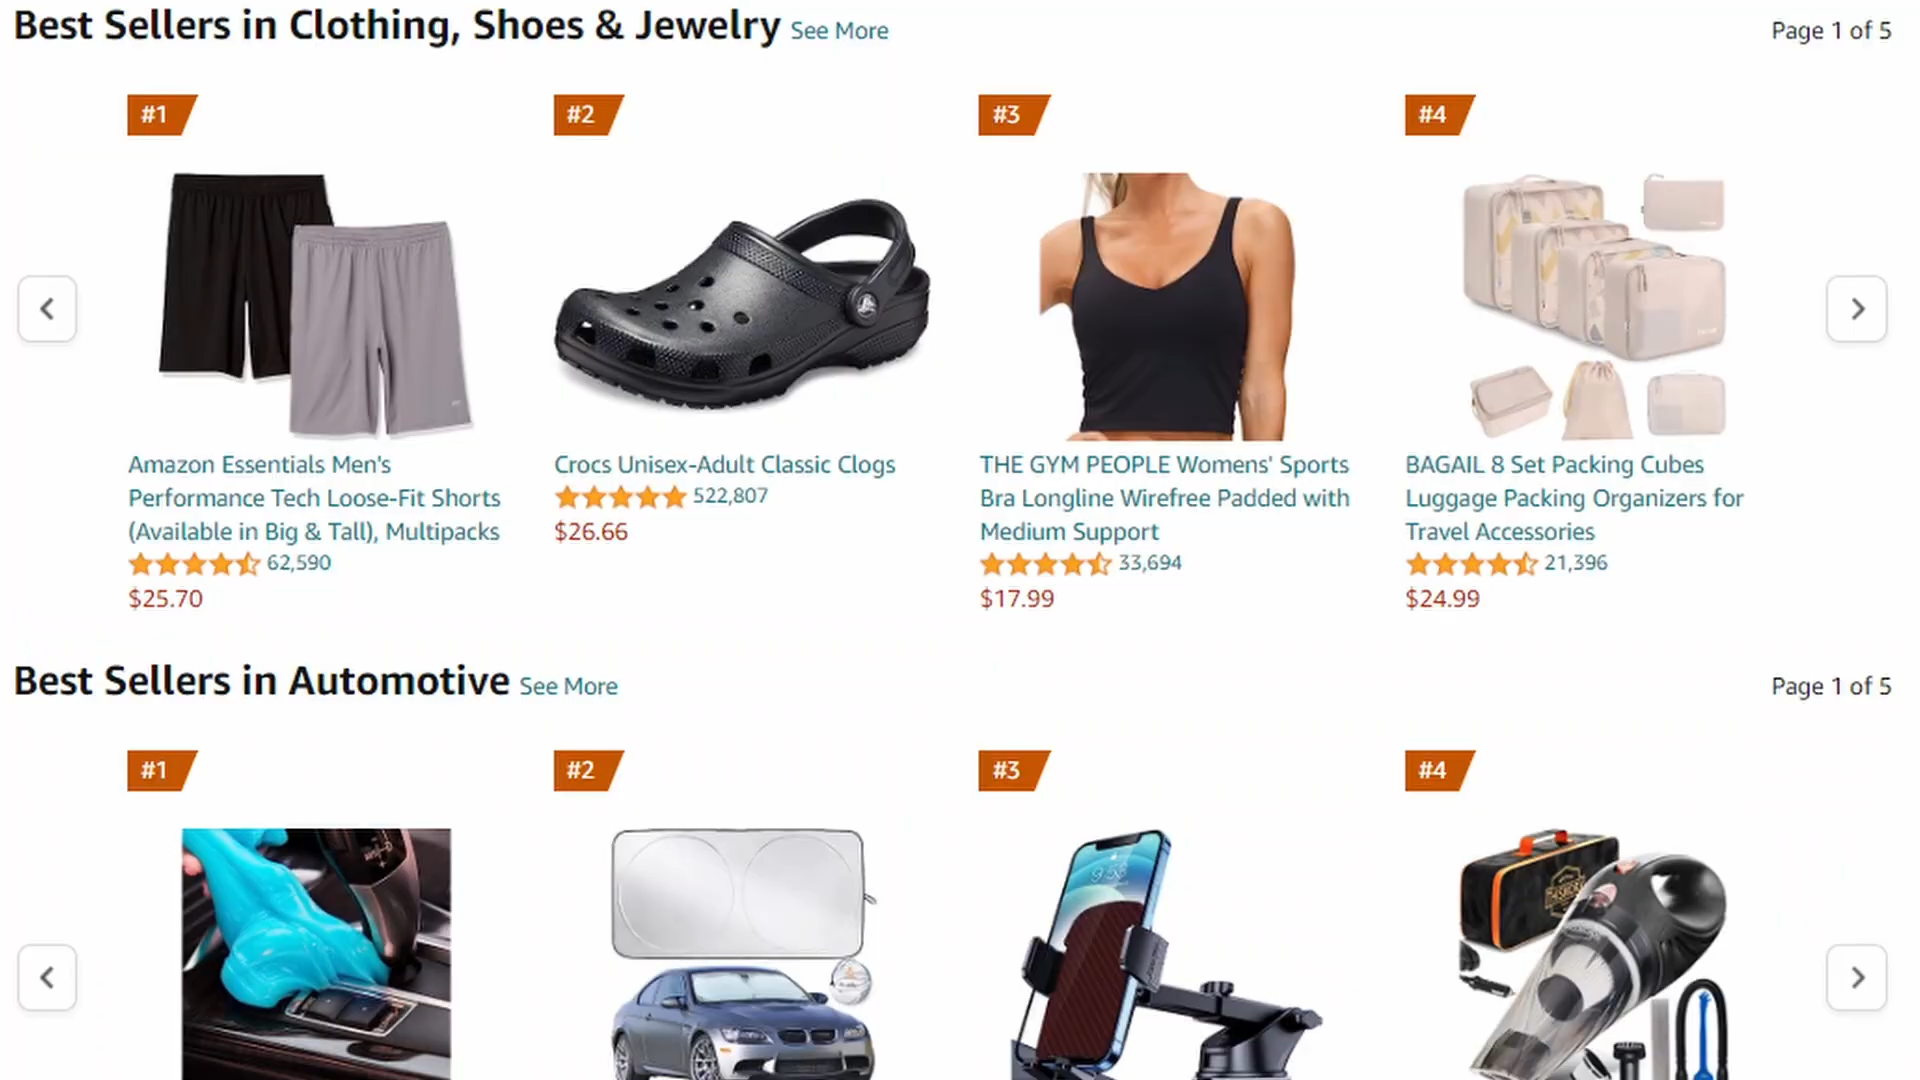 Best Sellers in Clothing, Shoes & Jewelry See More Page 1 of 5
#1 #2 #3 #4
Amazon Essentials Men's
Performance Tech Loose-Fit Shorts
(Available in Big & Tall), Multipacks
62,590
$25.70
Crocs Unisex-Adult Classic Clogs
522,807
$26.66
THE GYM PEOPLE Womens' Sports
Bra Longline Wirefree Padded with
Medium Support
33,694
$17.99
BAGAIL 8 Set Packing Cubes
Luggage Packing Organizers for
Travel Accessories
21,396
$24.99
Best Sellers in Automotive See More Page 1 of 5
#1 #2 #3 #4